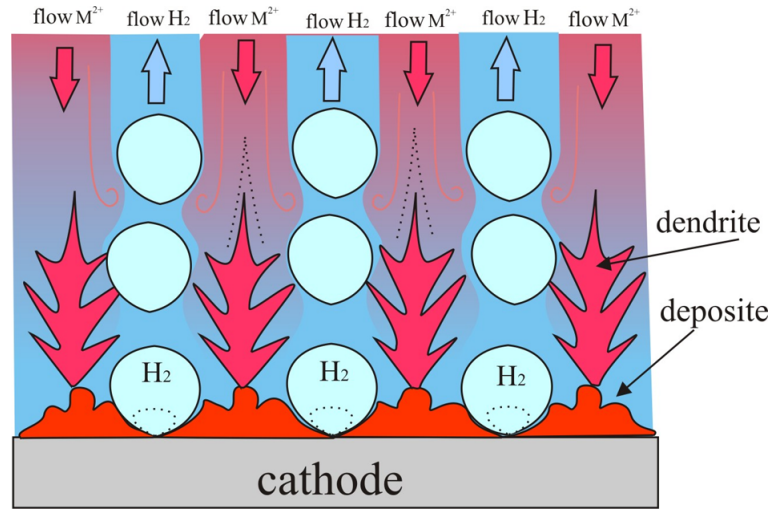 flow M²⁺ flow H₂ flow M²⁺ flow H₂ flow M²⁺ flow H₂ flow M²⁺
dendrite
deposite
H₂ H₂ H₂
cathode